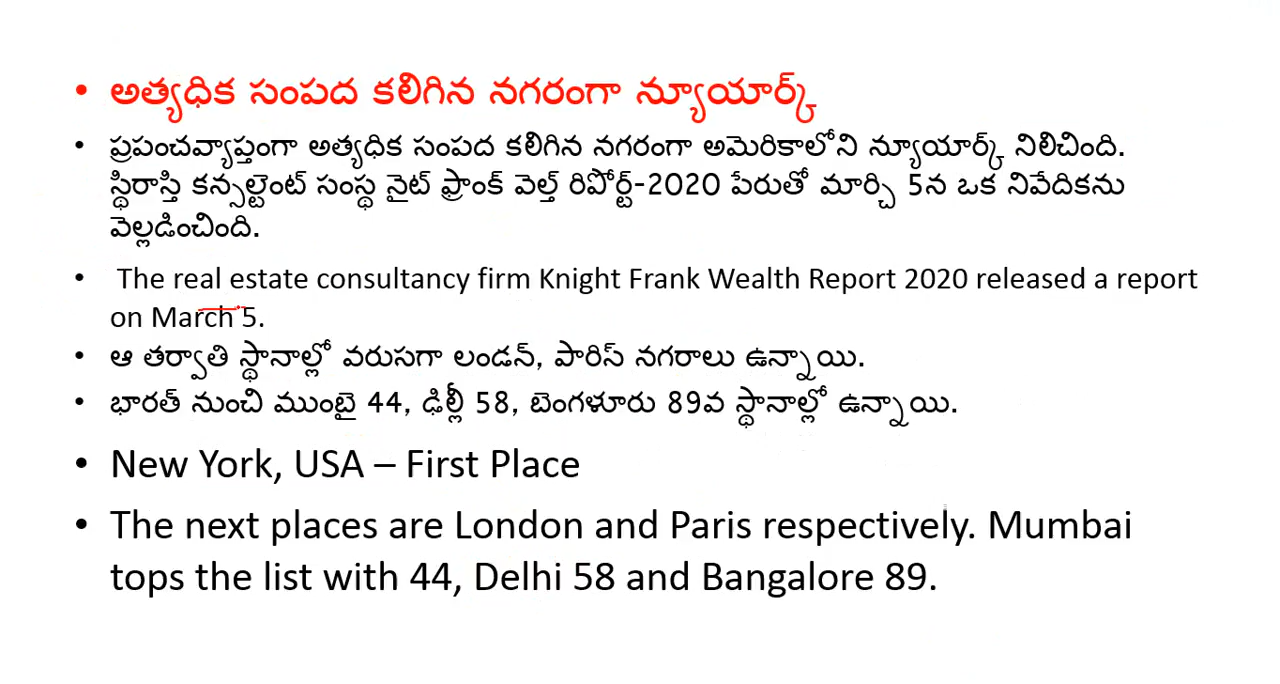 • అత్యధిక సంపద కలిగిన నగరంగా న్యూయార్క్
• ప్రపంచవ్యాప్తంగా అత్యధిక సంపద కలిగిన నగరంగా అమెరికాలోని న్యూయార్క్ నిలిచింది.
స్థిరాస్తి కన్సల్టెంట్ సంస్థ నైట్ ఫ్రాంక్ వెల్త్ రిపోర్ట్-2020 పేరుతో మార్చి 5న ఒక నివేదికను
వెల్లడించింది.
• The real estate consultancy firm Knight Frank Wealth Report 2020 released a report
on March 5.
• ఆ తర్వాతి స్థానాల్లో వరుసగా లండన్, పారిస్ నగరాలు ఉన్నాయి.
• భారత్ నుంచి ముంబై 44, ఢిల్లీ 58, బెంగళూరు 89వ స్థానాల్లో ఉన్నాయి.
• New York, USA – First Place
• The next places are London and Paris respectively. Mumbai
tops the list with 44, Delhi 58 and Bangalore 89.